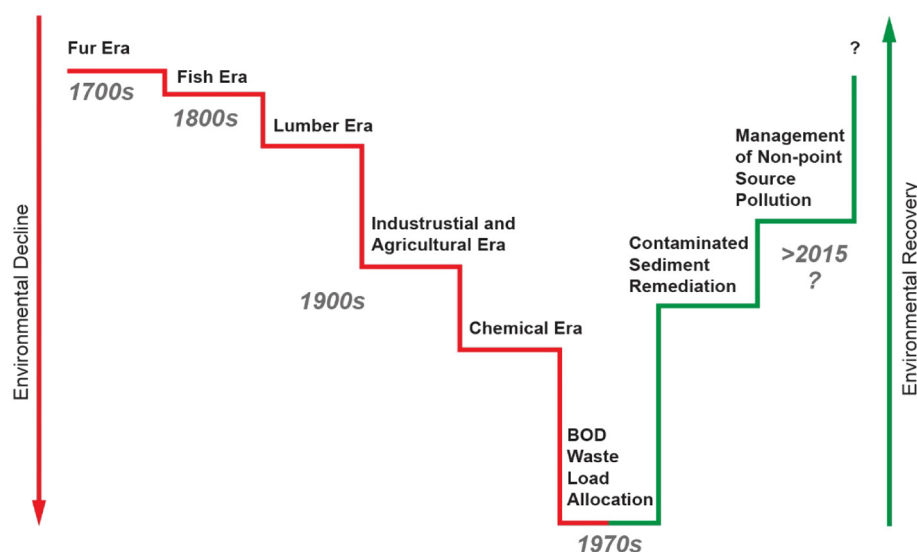 Fur Era
1700s
Fish Era
1800s
Lumber Era
Industrustial and
Agricultural Era
1900s
Chemical Era
BOD
Waste
Load
Allocation
1970s
Contaminated
Sediment
Remediation
Management
of Non-point
Source
Pollution
>2015
?
?
Environmental Decline
Environmental Recovery